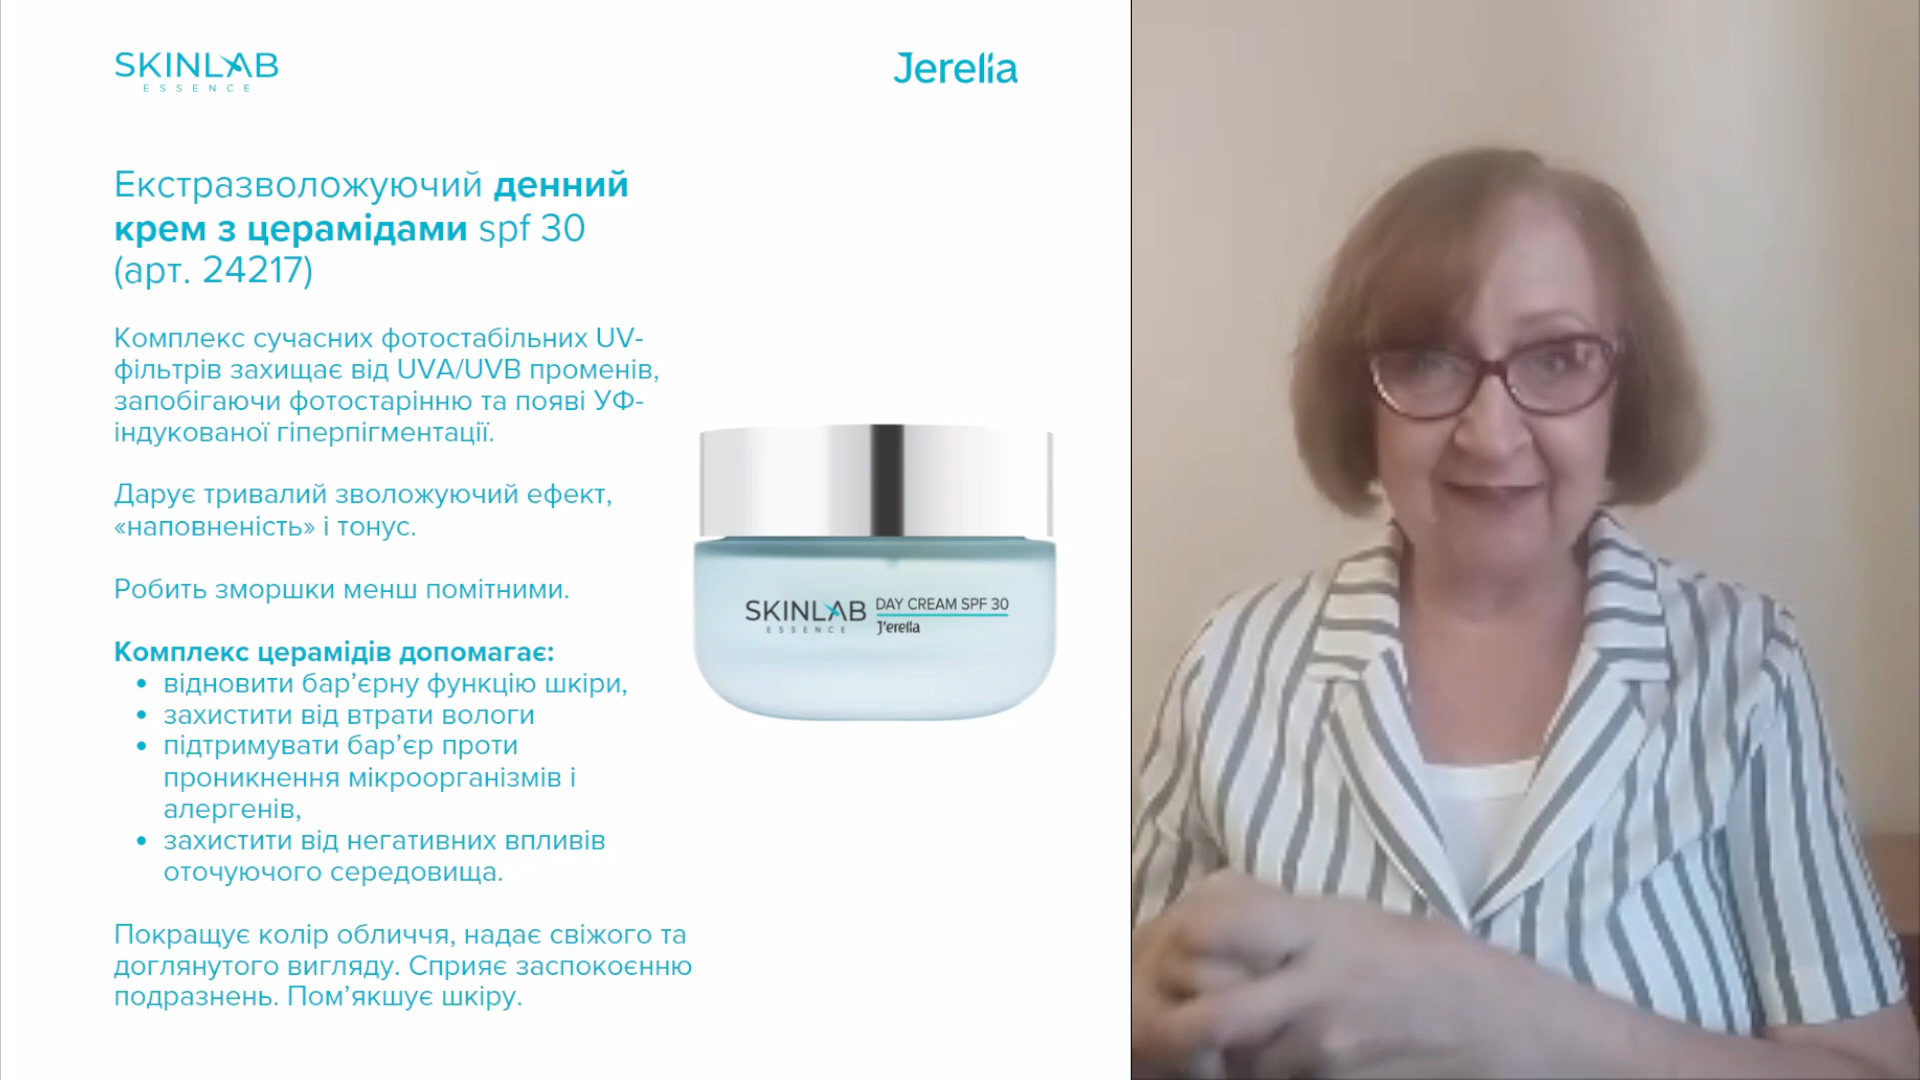 SKINLAB
ESSENCE
Jerelia
Екстразволожуючий денний
крем з церамідами spf 30
(арт. 24217)
Комплекс сучасних фотостабільних UV-
фільтрів захищає від UVA/UVB променів,
запобігаючи фотостарінню та появі УФ-
індукованої гіперпігментації.
Дарує тривалий зволожуючий ефект,
«наповненість» і тонус.
Робить зморшки менш помітними.
Комплекс церамідів допомагає:
• відновити бар’єрну функцію шкіри,
• захистити від втрати вологи
• підтримувати бар’єр проти
проникнення мікроорганізмів і
алергенів,
• захистити від негативних впливів
оточуючого середовища.
Покращує колір обличчя, надає свіжого та
доглянутого вигляду. Сприяє заспокоєнню
подразнень. Пом’якшує шкіру.
SKINLAB
ESSENCE
DAY CREAM SPF 30
J'erelia